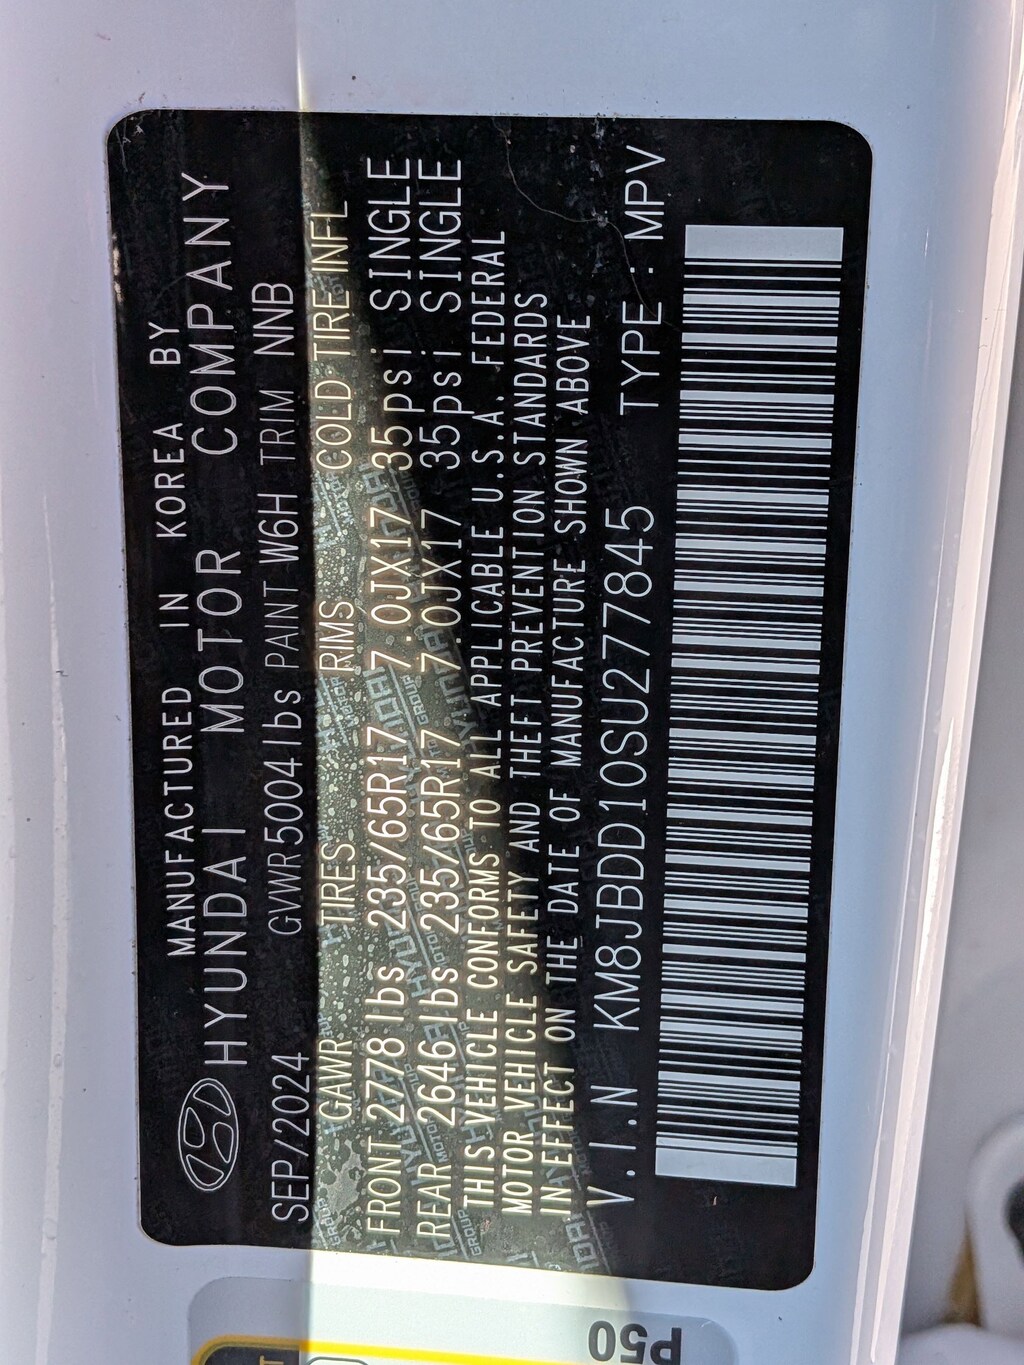 MANUFACTURED IN KOREA BY
HYUNDAI MOTOR COMPANY
SEP/2024 GVWR5004lbs PAINT W6H TRIM NNB
GAWR TIRES RIMS COLD TIRE INFL
FRONT 2778lbs 235/65R17 7.0JX17 35psi SINGLE
REAR 2646lbs 235/65R17 7.0JX17 35psi SINGLE
THIS VEHICLE CONFORMS TO ALL APPLICABLE U.S.A. FEDERAL
MOTOR VEHICLE SAFETY AND THEFT PREVENTION STANDARDS
IN EFFECT ON THE DATE OF MANUFACTURE SHOWN ABOVE
V.I.N KM8JBDD10SU277845 TYPE : MPV
P50